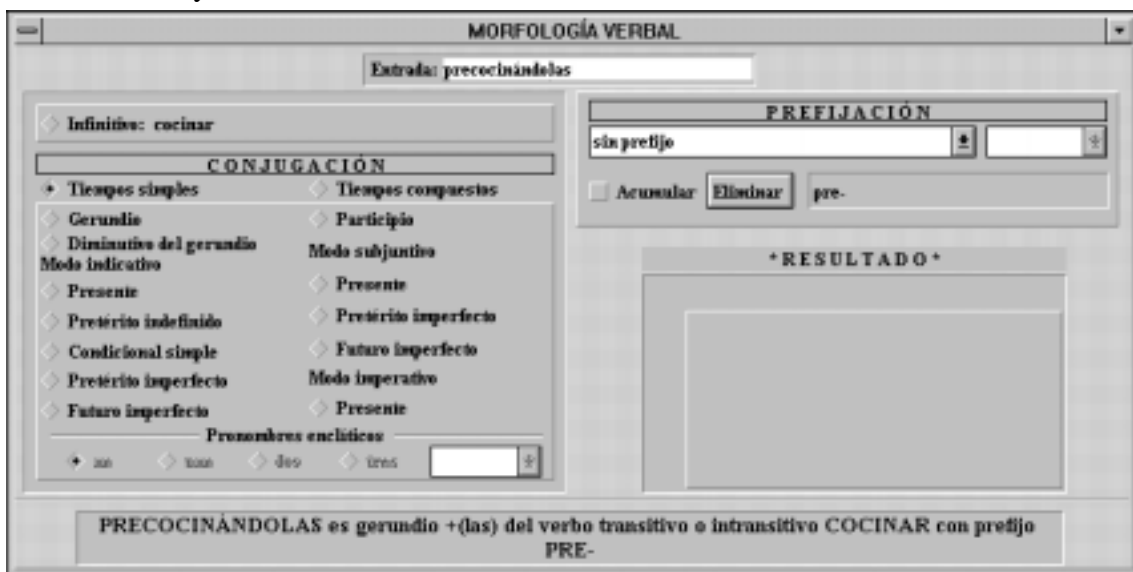 MORFOLOGÍA VERBAL
Entrada: precocinándolas
Infinitivo: cocinar
CONJUGACIÓN
Tiempos simples
Tiempos compuestos
Gerundio
Participio
Diminutivo del gerundio
Modo indicativo
Modo subjuntivo
Presente
Presente
Pretérito indefinido
Pretérito imperfecto
Condicional simple
Futuro imperfecto
Pretérito imperfecto
Modo imperativo
Futuro imperfecto
Presente
Pronombres enclíticos
dos
tres
PREFIJACIÓN
sin prefijo
Acumular
Eliminar
pre-
*RESULTADO*
PRECOCINÁNDOLAS es gerundio +(las) del verbo transitivo o intransitivo COCINAR con prefijo
PRE-